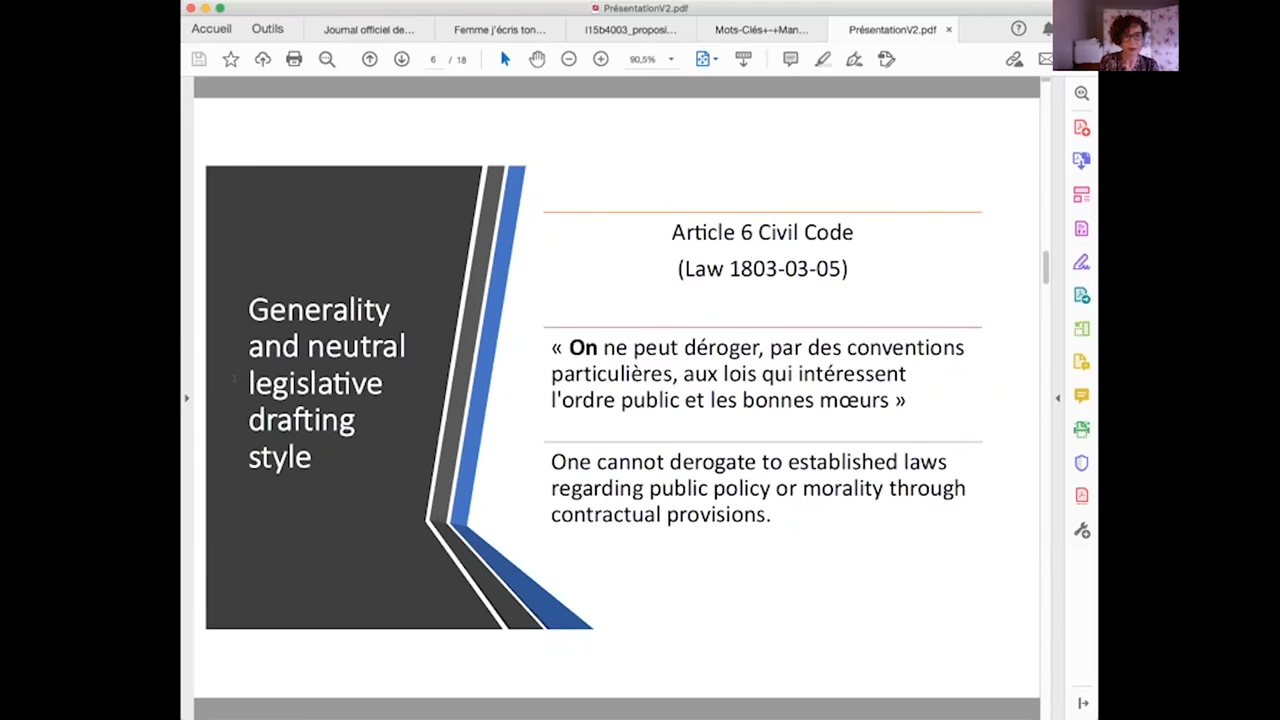 PrésentationV2.pdf
Accueil
Outils
Journal officiel de...
Femme j'écris ton...
l15b4003_proposi...
Mots-Clés+-+Man...
PrésentationV2.pdf ×
6 / 18
90,5%
Generality
and neutral
legislative
drafting
style
Article 6 Civil Code
(Law 1803-03-05)
« On ne peut déroger, par des conventions
particulières, aux lois qui intéressent
l'ordre public et les bonnes mœurs »
One cannot derogate to established laws
regarding public policy or morality through
contractual provisions.